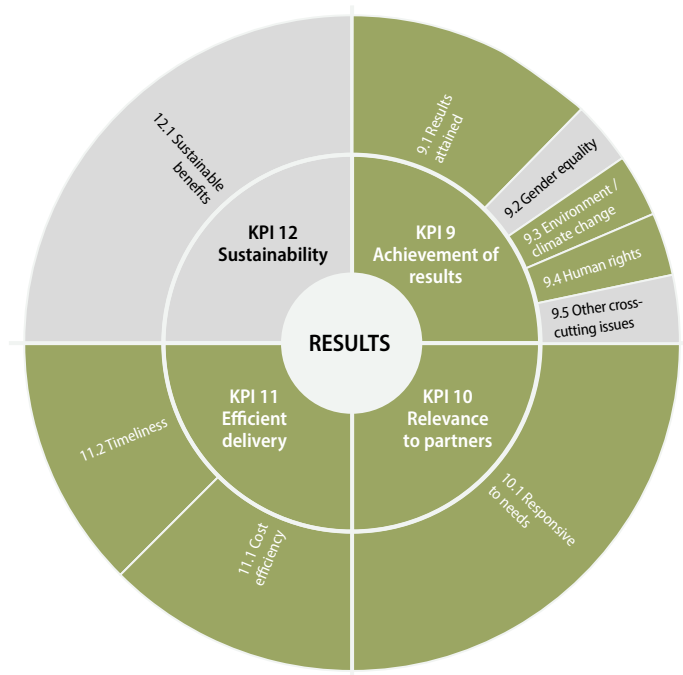 RESULTS
KPI 9
Achievement of
results
9.1 Results
attained
9.2 Gender equality
9.3 Environment /
climate change
9.4 Human rights
9.5 Other cross-
cutting issues
KPI 10
Relevance
to partners
10.1 Responsive
to needs
KPI 11
Efficient
delivery
11.1 Cost
efficiency
11.2 Timeliness
KPI 12
Sustainability
12.1 Sustainable
benefits